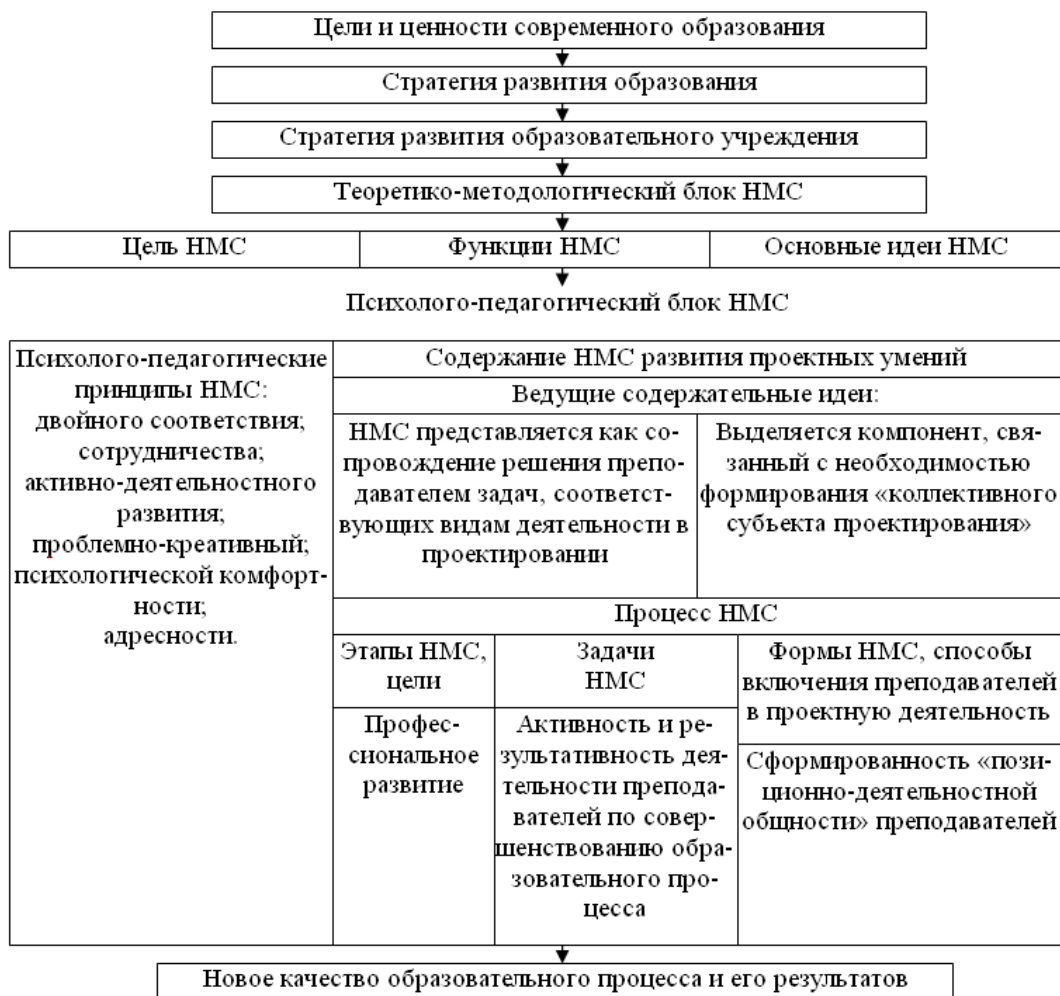 Цели и ценности современного образования
Стратегия развития образования
Стратегия развития образовательного учреждения
Теоретико-методологический блок НМС
Цель НМС
Функции НМС
Основные идеи НМС
Психолого-педагогический блок НМС
Психолого-педагогические
принципы НМС:
двойного соответствия;
сотрудничества;
активно-деятельностного
развития;
проблемно-креативный;
психологической комфорт-
ности;
адресности.
Содержание НМС развития проектных умений
Ведущие содержательные идеи:
НМС представляется как со-
провождение решения препо-
давателем задач, соответст-
вующих видам деятельности в
проектировании
Выделяется компонент, свя-
занный с необходимостью
формирования «коллективного
субъекта проектирования»
Процесс НМС
Этапы НМС,
цели
Задачи
НМС
Формы НМС, способы
включения преподавателей
в проектную деятельность
Профес-
сиональное
развитие
Активность и ре-
зультативность дея-
тельности препода-
вателей по совер-
шенствованию обр-
азовательного про-
цесса
Сформированность «пози-
ционно-деятельностной
общности» преподавателей
Новое качество образовательного процесса и его результатов